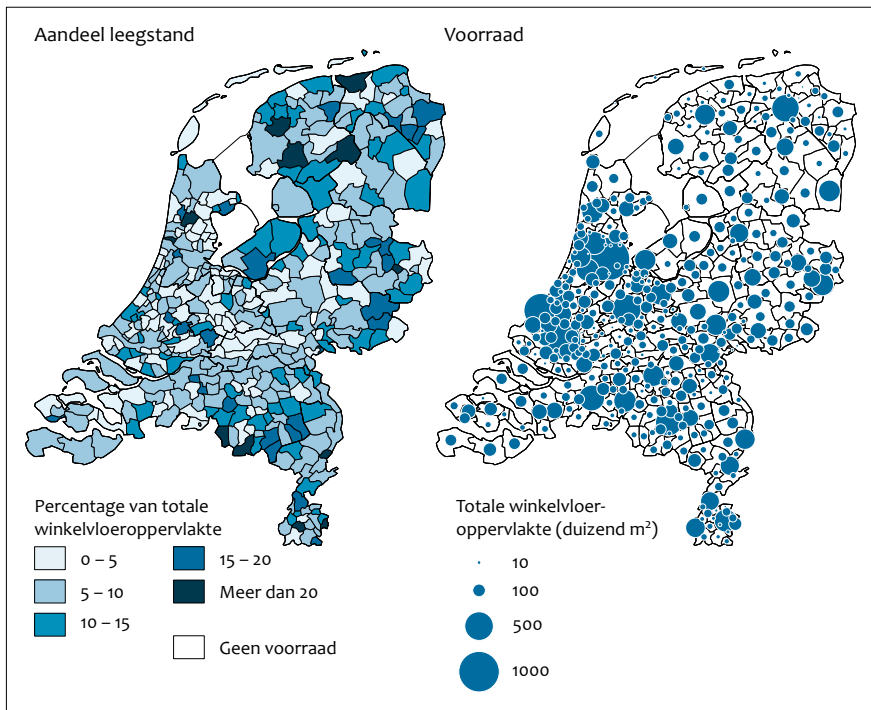 Aandeel leegstand
Voorraad
Percentage van totale
winkelvloeroppervlakte
0 – 5
5 – 10
10 – 15
15 – 20
Meer dan 20
Geen voorraad
Totale winkelvloer-
oppervlakte (duizend m²)
10
100
500
1000